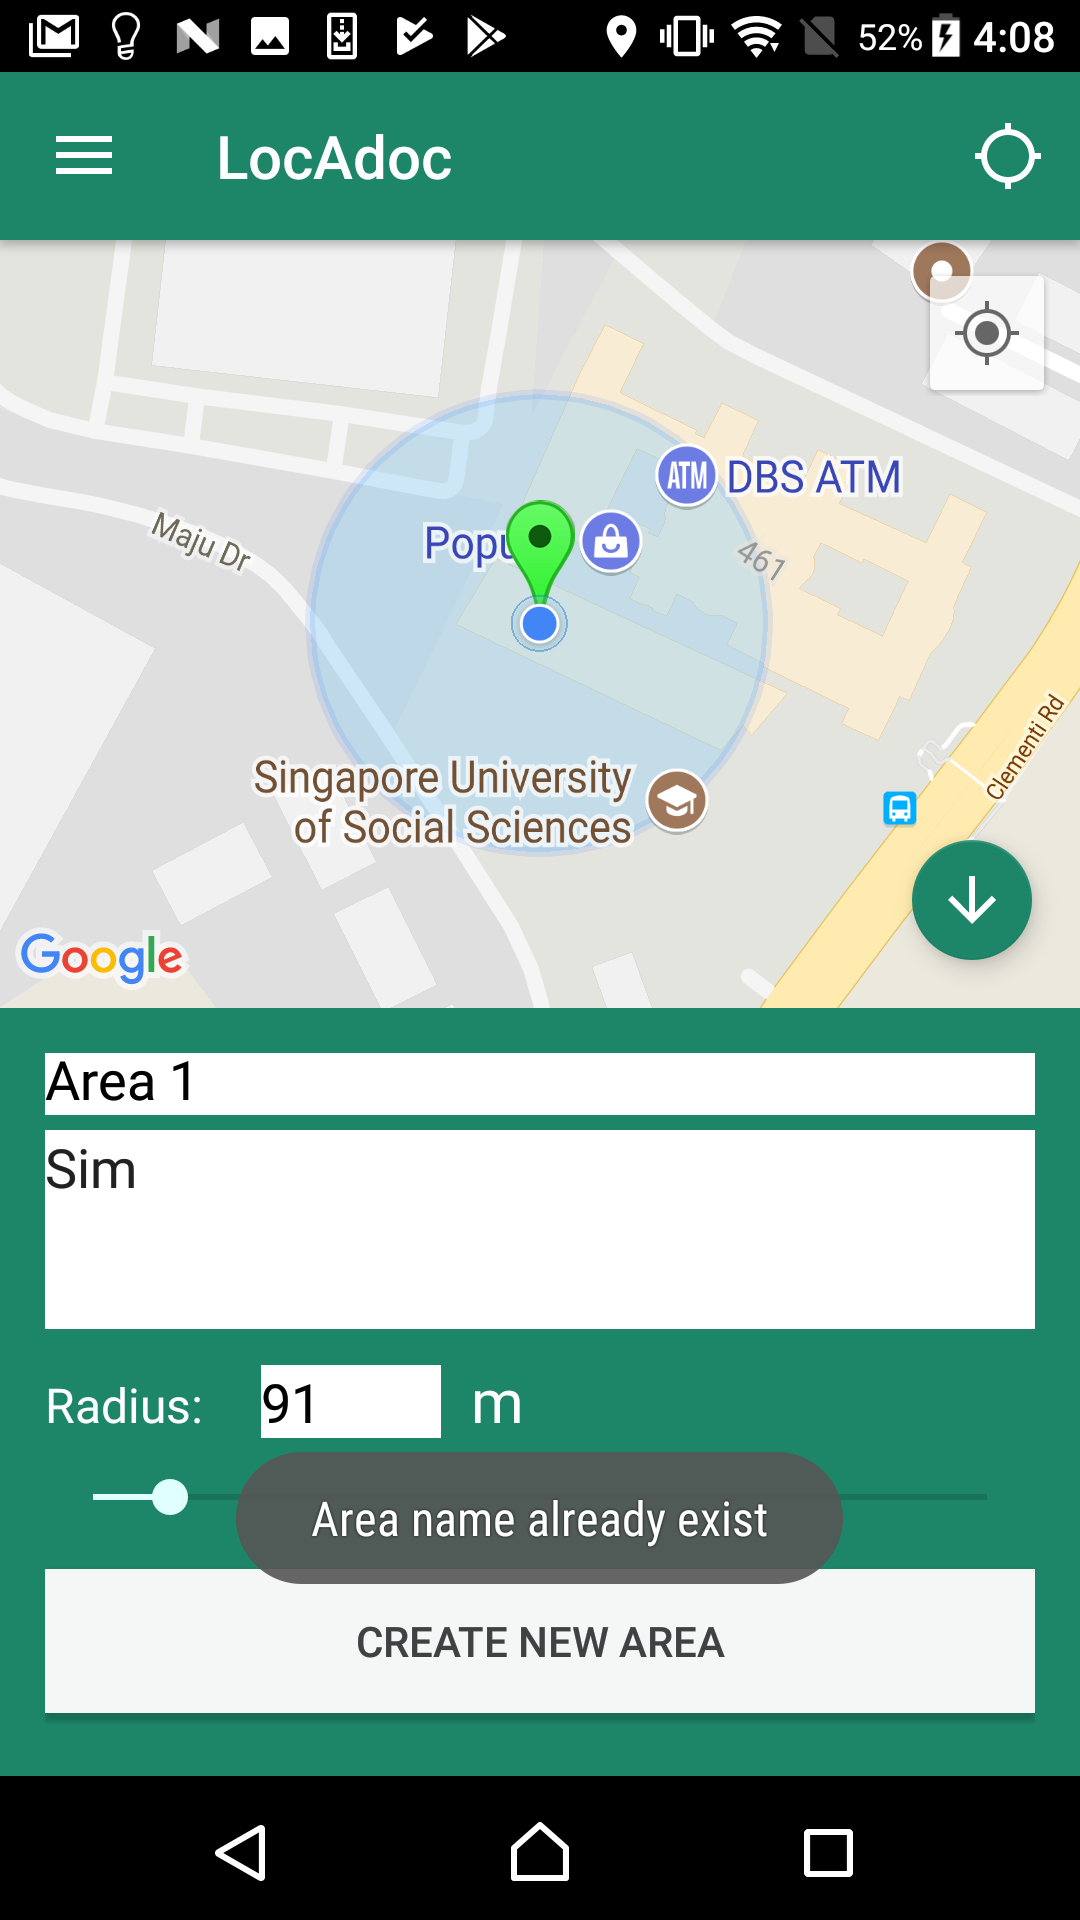 52% 4:08
LocAdoc
ATM DBS ATM
Popu
461
Maju Dr
Clementi Rd
Singapore University
of Social Sciences
Google
Area 1
Sim
Radius: 91 m
Area name already exist
CREATE NEW AREA